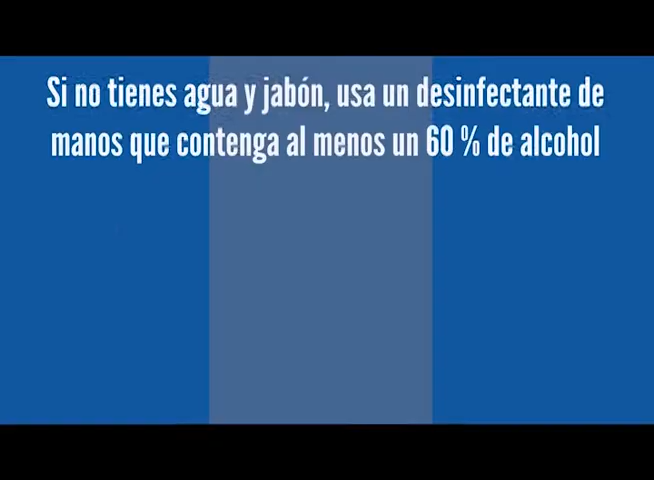 Si no tienes agua y jabón, usa un desinfectante de
manos que contenga al menos un 60 % de alcohol